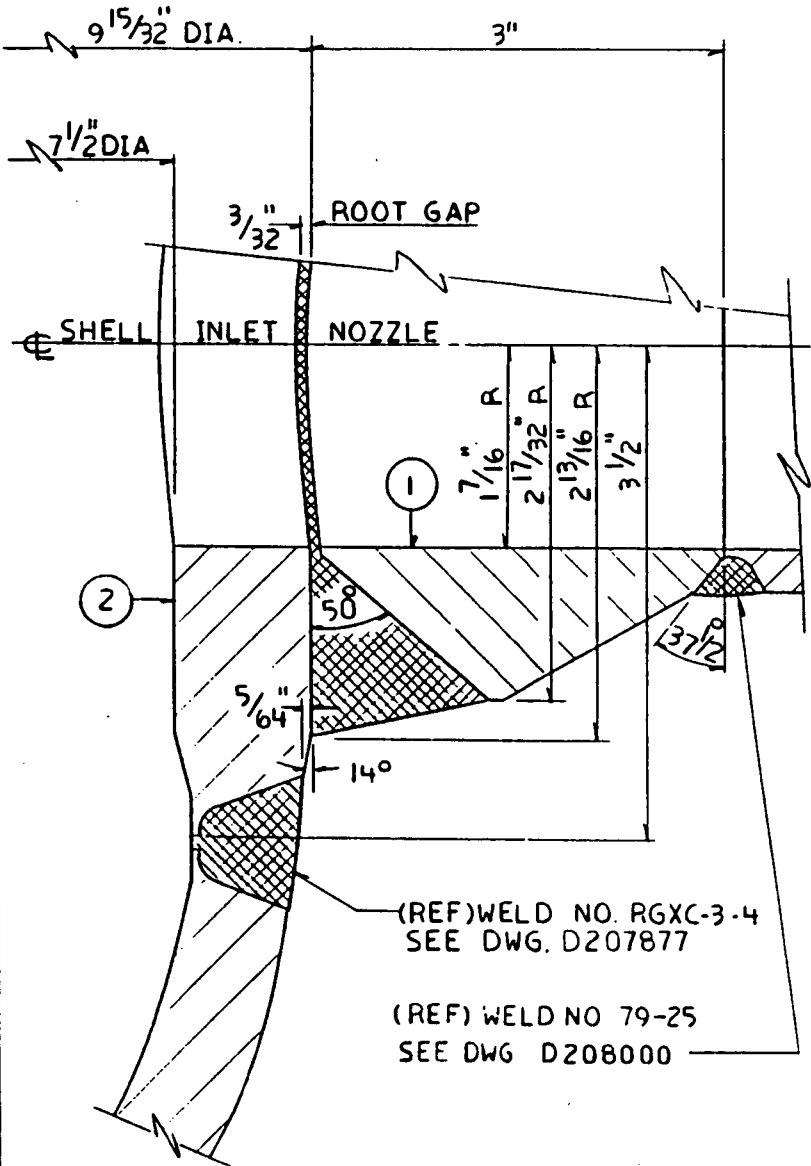 9 15/32" DIA.
3"
7 1/2" DIA
3/32" ROOT GAP
℄ SHELL INLET NOZZLE
1 7/16" R
2 17/32" R
2 13/16" R
3 1/2"
1
2
50°
37 1/2°
5/64"
14°
(REF) WELD NO. RGXC-3-4
SEE DWG. D207877
(REF) WELD NO 79-25
SEE DWG D208000